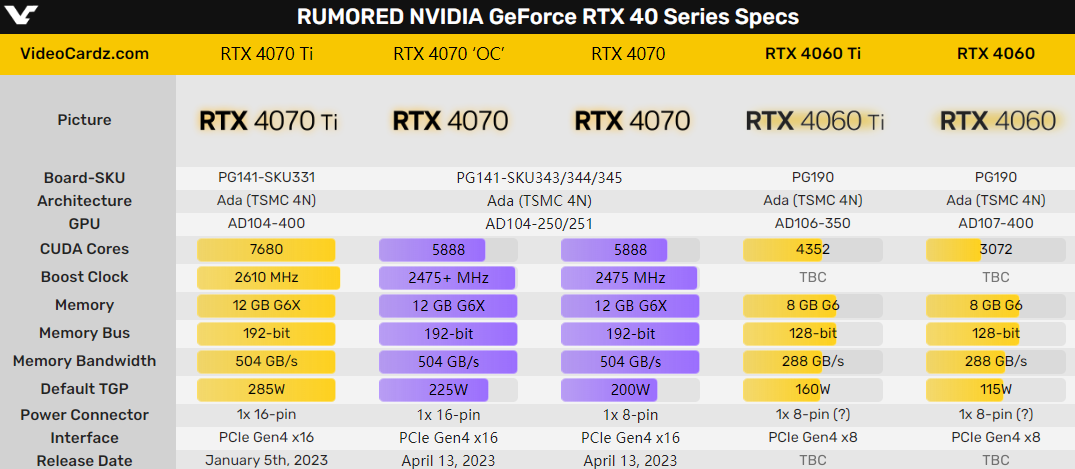 RUMORED NVIDIA GeForce RTX 40 Series Specs
VideoCardz.com RTX 4070 Ti RTX 4070 ‘OC’ RTX 4070 RTX 4060 Ti RTX 4060
Picture RTX 4070 Ti RTX 4070 RTX 4070 RTX 4060 Ti RTX 4060
Board-SKU PG141-SKU331 PG141-SKU343/344/345 PG190 PG190
Architecture Ada (TSMC 4N) Ada (TSMC 4N) Ada (TSMC 4N) Ada (TSMC 4N)
GPU AD104-400 AD104-250/251 AD106-350 AD107-400
CUDA Cores 7680 5888 5888 4352 3072
Boost Clock 2610 MHz 2475+ MHz 2475 MHz TBC TBC
Memory 12 GB G6X 12 GB G6X 12 GB G6X 8 GB G6 8 GB G6
Memory Bus 192-bit 192-bit 192-bit 128-bit 128-bit
Memory Bandwidth 504 GB/s 504 GB/s 504 GB/s 288 GB/s 288 GB/s
Default TGP 285W 225W 200W 160W 115W
Power Connector 1x 16-pin 1x 16-pin 1x 8-pin 1x 8-pin (?) 1x 8-pin (?)
Interface PCIe Gen4 x16 PCIe Gen4 x16 PCIe Gen4 x16 PCIe Gen4 x8 PCIe Gen4 x8
Release Date January 5th, 2023 April 13, 2023 April 13, 2023 TBC TBC